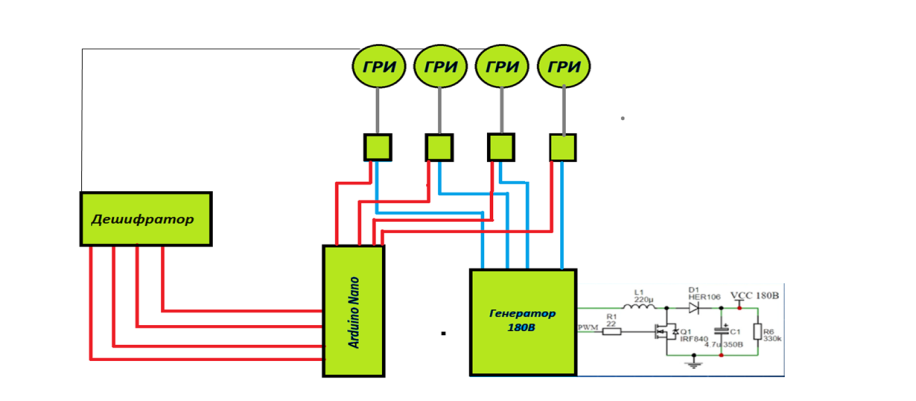 ГРИ ГРИ ГРИ ГРИ
Дешифратор
Arduino Nano
Генератор
180В
L1
220µ
D1
HER106
VCC 180В
R1
22
PWM
Q1
IRF840
C1
4.7u 350В
R6
330k